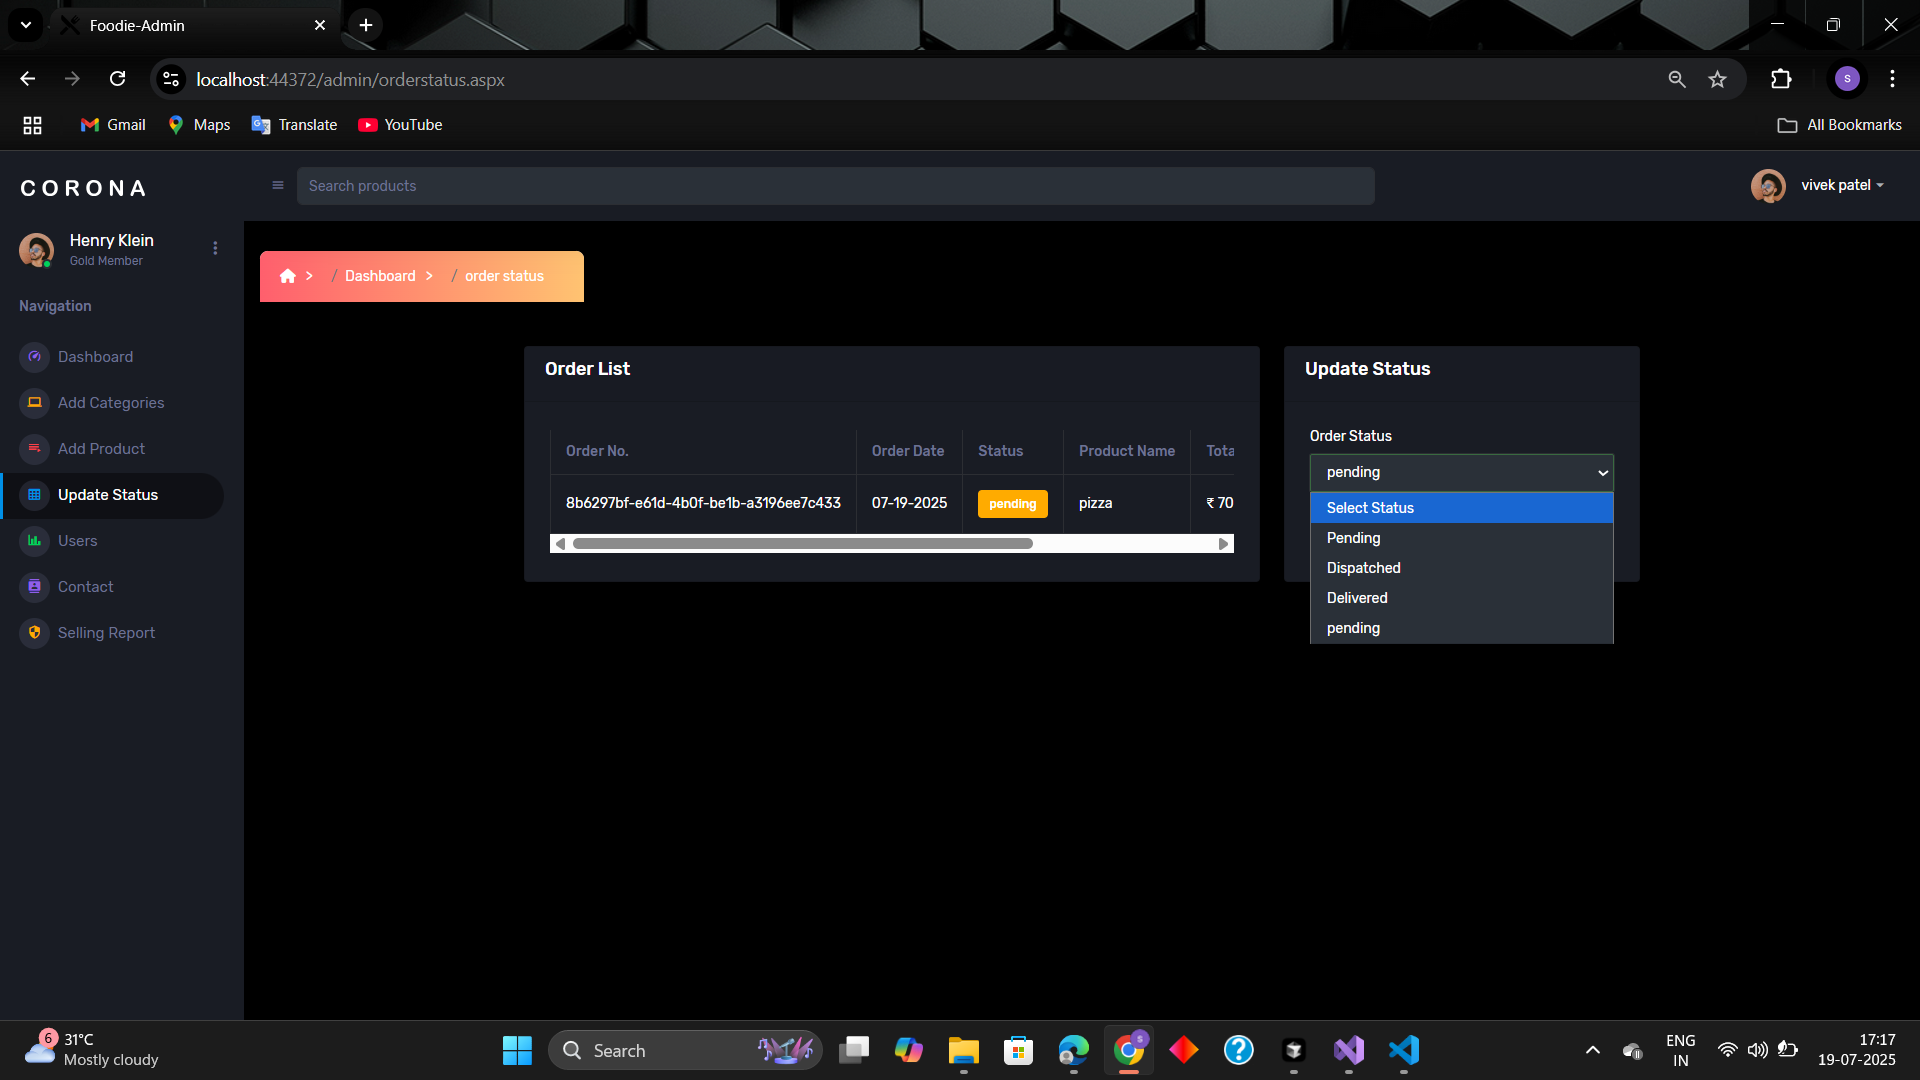 Foodie-Admin
localhost:44372/admin/orderstatus.aspx
S
Gmail
Maps
Translate
YouTube
All Bookmarks
CORONA
Search products
vivek patel
Henry Klein
Gold Member
Navigation
Dashboard
Add Categories
Add Product
Update Status
Users
Contact
Selling Report
> / Dashboard > / order status
Order List
Order No. Order Date Status Product Name Tota
8b6297bf-e61d-4b0f-be1b-a3196ee7c433 07-19-2025 pending pizza ₹ 70
Update Status
Order Status
pending
Select Status
Pending
Dispatched
Delivered
pending
6
31°C
Mostly cloudy
Search
S
ENG
IN
17:17
19-07-2025